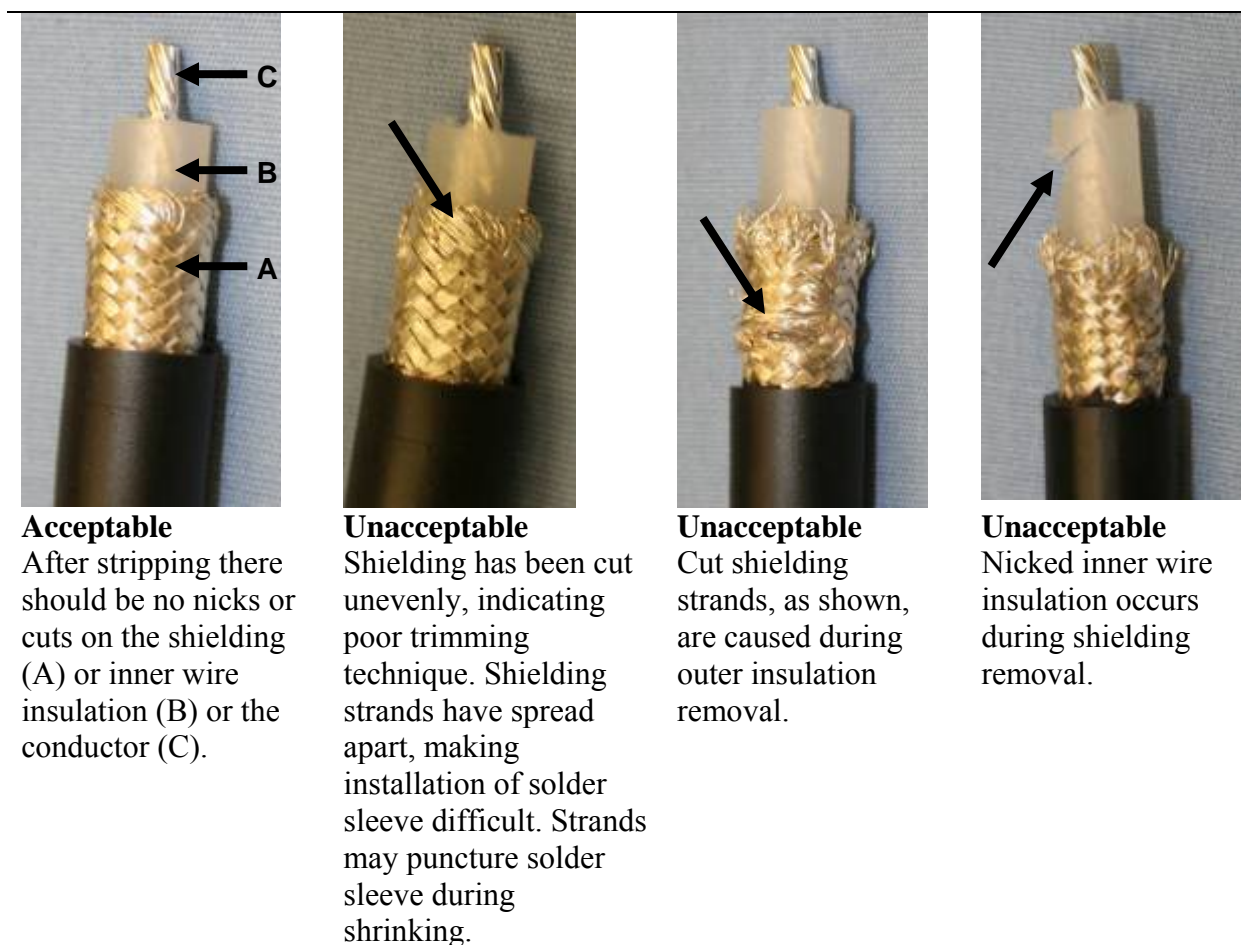 C
B
A
Acceptable
After stripping there
should be no nicks or
cuts on the shielding
(A) or inner wire
insulation (B) or the
conductor (C).
Unacceptable
Shielding has been cut
unevenly, indicating
poor trimming
technique. Shielding
strands have spread
apart, making
installation of solder
sleeve difficult. Strands
may puncture solder
sleeve during
shrinking.
Unacceptable
Cut shielding
strands, as shown,
are caused during
outer insulation
removal.
Unacceptable
Nicked inner wire
insulation occurs
during shielding
removal.